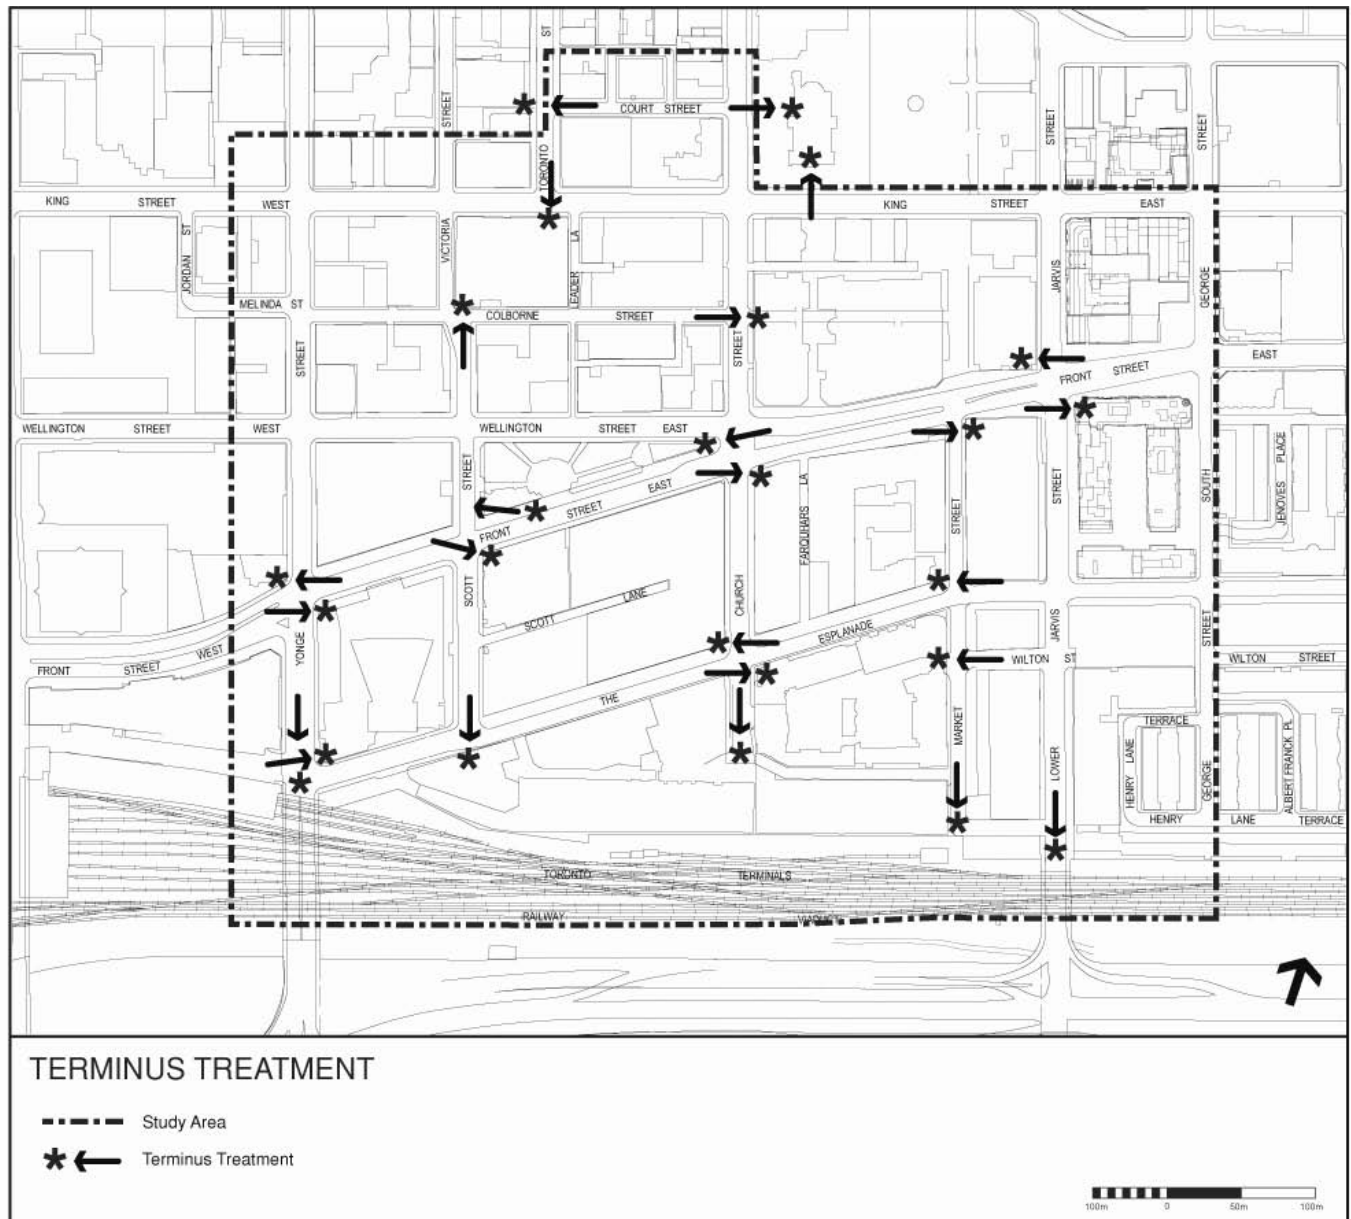 ST
STREET
COURT STREET
STREET
STREET
TORONTO
KING STREET WEST
KING STREET EAST
JORDAN ST
VICTORIA
LEADER LA
JARVIS
GEORGE
MELINDA ST
COLBORNE STREET
STREET
STREET
EAST
FRONT STREET
WELLINGTON STREET WEST
WELLINGTON STREET EAST
STREET
STREET
STREET
SOUTH
JENOVES PLACE
FRONT STREET EAST
FARQUHARS LA
SCOTT
SCOTT LANE
CHURCH
ESPLANADE
JARVIS
STREET
YONGE
FRONT STREET WEST
WILTON ST
WILTON STREET
THE
MARKET
LOWER
TERRACE
HENRY LANE
GEORGE
ALBERT FRANCK PL
HENRY LANE TERRACE
TORONTO TERMINALS
RAILWAY VIADUCT
TERMINUS TREATMENT
Study Area
Terminus Treatment
100m 0 50m 100m